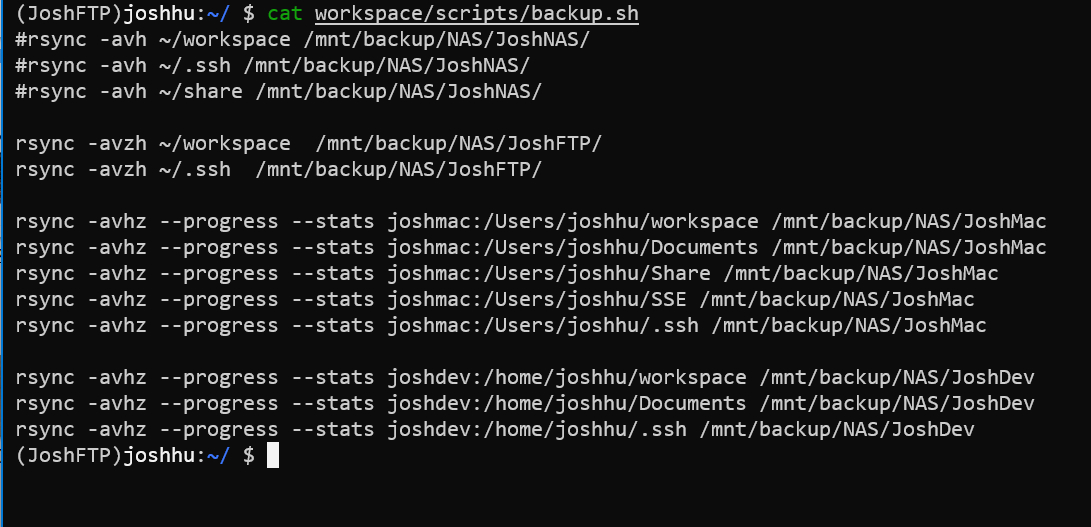 (JoshFTP)joshhu:~/ $ cat workspace/scripts/backup.sh
#rsync -avh ~/workspace /mnt/backup/NAS/JoshNAS/
#rsync -avh ~/.ssh /mnt/backup/NAS/JoshNAS/
#rsync -avh ~/share /mnt/backup/NAS/JoshNAS/

rsync -avzh ~/workspace  /mnt/backup/NAS/JoshFTP/
rsync -avzh ~/.ssh  /mnt/backup/NAS/JoshFTP/

rsync -avhz --progress --stats joshmac:/Users/joshhu/workspace /mnt/backup/NAS/JoshMac
rsync -avhz --progress --stats joshmac:/Users/joshhu/Documents /mnt/backup/NAS/JoshMac
rsync -avhz --progress --stats joshmac:/Users/joshhu/Share /mnt/backup/NAS/JoshMac
rsync -avhz --progress --stats joshmac:/Users/joshhu/SSE /mnt/backup/NAS/JoshMac
rsync -avhz --progress --stats joshmac:/Users/joshhu/.ssh /mnt/backup/NAS/JoshMac

rsync -avhz --progress --stats joshdev:/home/joshhu/workspace /mnt/backup/NAS/JoshDev
rsync -avhz --progress --stats joshdev:/home/joshhu/Documents /mnt/backup/NAS/JoshDev
rsync -avhz --progress --stats joshdev:/home/joshhu/.ssh /mnt/backup/NAS/JoshDev
(JoshFTP)joshhu:~/ $